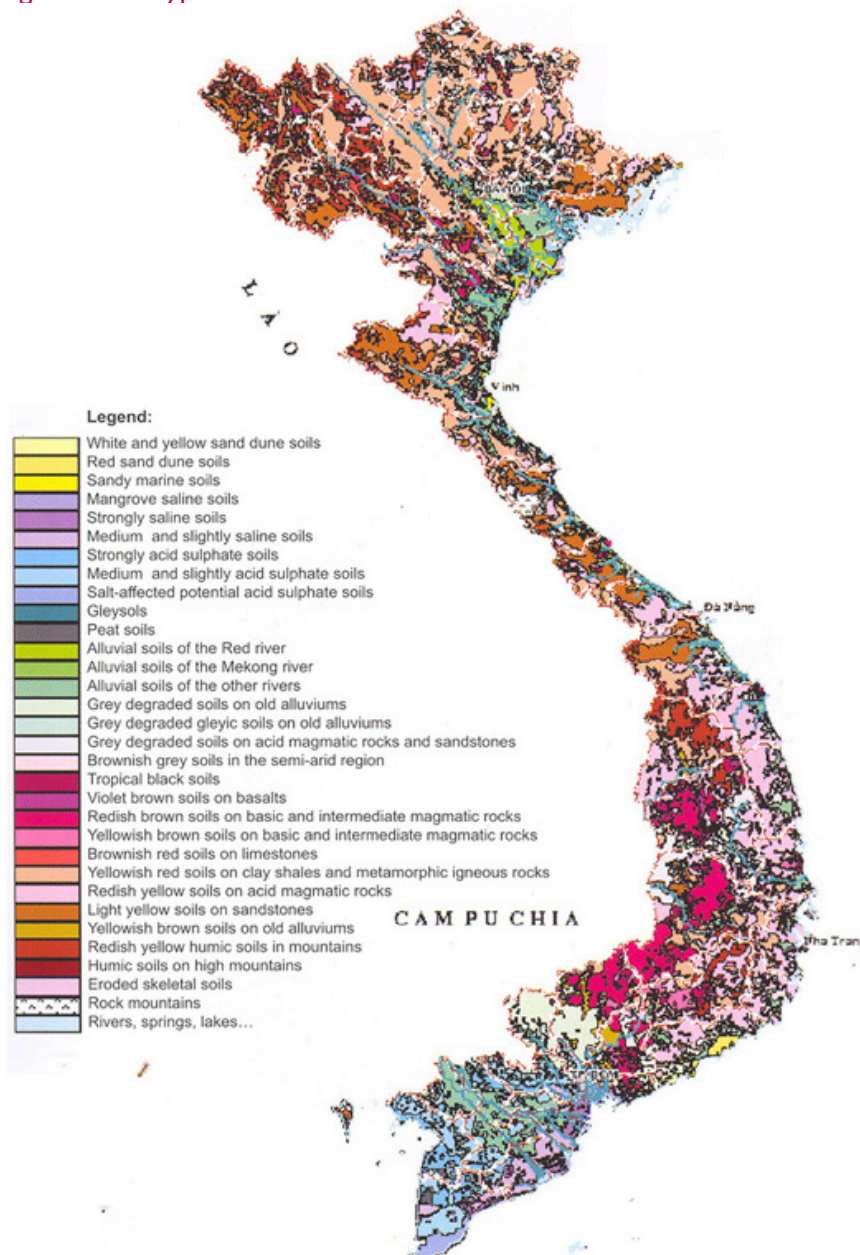 LÀO
Vinh
Legend:
White and yellow sand dune soils
Red sand dune soils
Sandy marine soils
Mangrove saline soils
Strongly saline soils
Medium and slightly saline soils
Strongly acid sulphate soils
Medium and slightly acid sulphate soils
Salt-affected potential acid sulphate soils
Gleysols
Peat soils
Alluvial soils of the Red river
Alluvial soils of the Mekong river
Alluvial soils of the other rivers
Grey degraded soils on old alluviums
Grey degraded gleyic soils on old alluviums
Grey degraded soils on acid magmatic rocks and sandstones
Brownish grey soils in the semi-arid region
Tropical black soils
Violet brown soils on basalts
Redish brown soils on basic and intermediate magmatic rocks
Yellowish brown soils on basic and intermediate magmatic rocks
Brownish red soils on limestones
Yellowish red soils on clay shales and metamorphic igneous rocks
Redish yellow soils on acid magmatic rocks
Light yellow soils on sandstones
Yellowish brown soils on old alluviums
Redish yellow humic soils in mountains
Humic soils on high mountains
Eroded skeletal soils
Rock mountains
Rivers, springs, lakes...
Đà Nẵng
CAMPUCHIA
Nha Tran